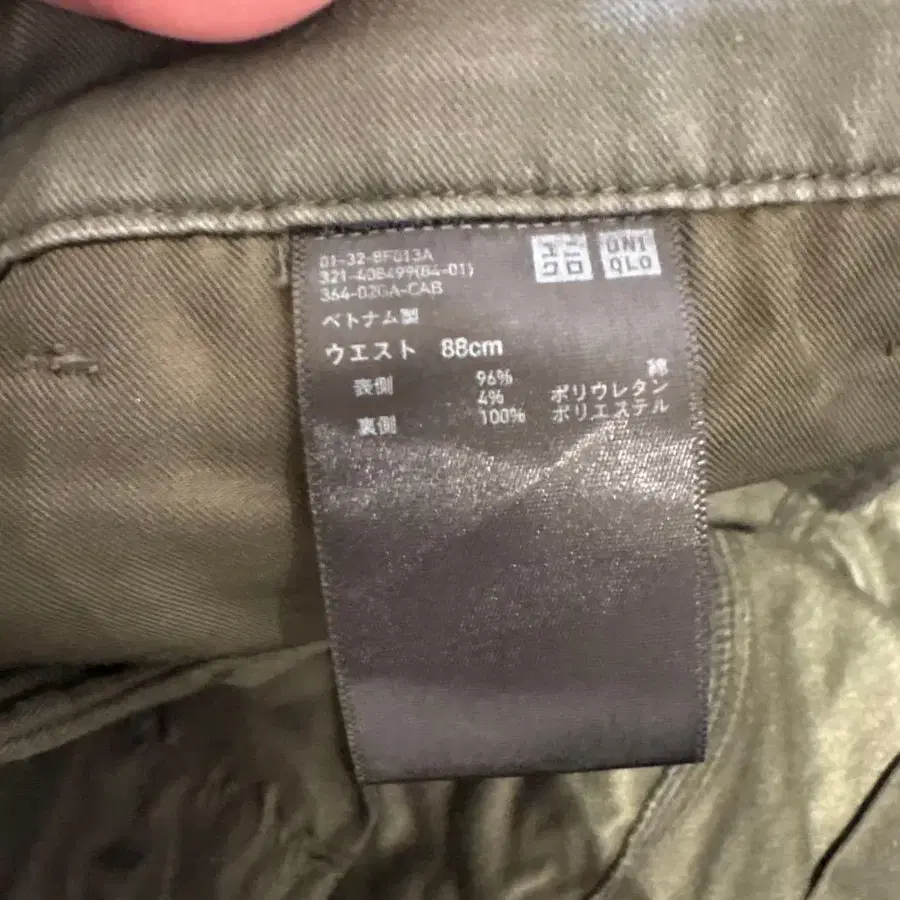 ユニクロ
UNIQLO
01-32-BF013A
321-408499(84-01)
364-02GA-CAB
ベトナム製
ウエスト 88cm
表側 96% 綿
4% ポリウレタン
裏側 100% ポリエステル